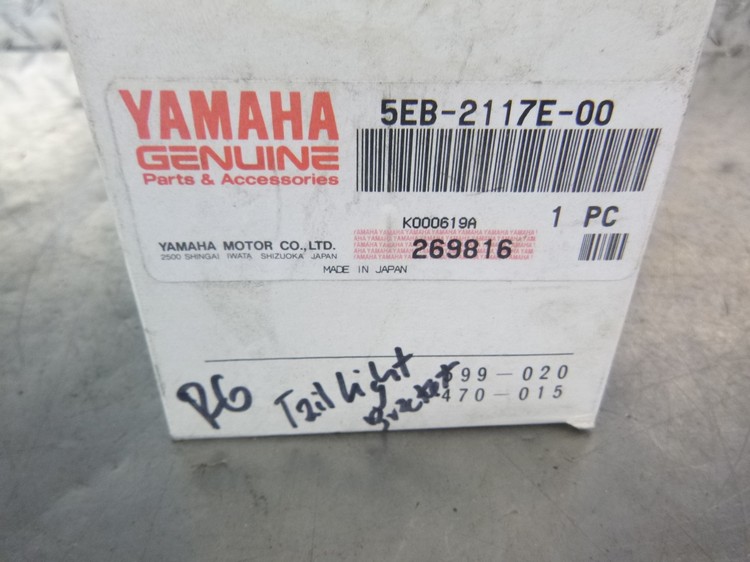 YAMAHA
GENUINE
Parts & Accessories
5EB-2117E-00
K000619A
1 PC
269816
YAMAHA MOTOR CO.,LTD.
2500 SHINGAI IWATA SHIZUOKA JAPAN
MADE IN JAPAN
R6
Tail Light
Bracket
99-020
470-015